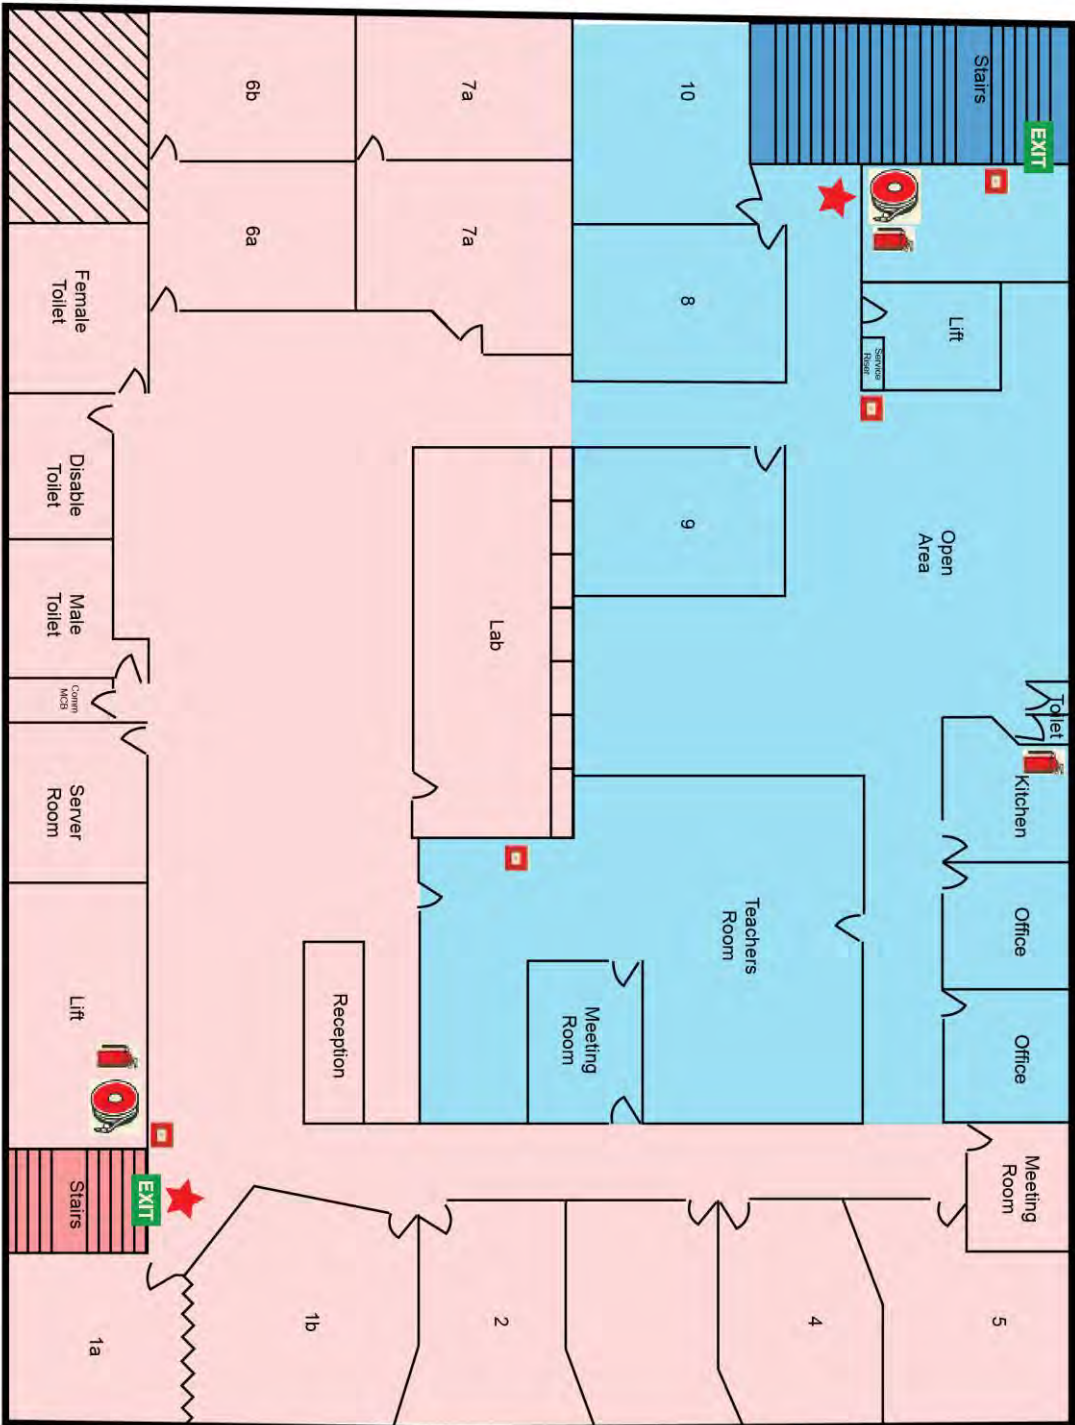 6b
7a
10
Stairs
EXIT
6a
7a
8
Lift
Service
Riser
Female
Toilet
Disable
Toilet
Male
Toilet
Comm
MCB
Server
Room
Lift
Stairs
EXIT
Lab
9
Open
Area
Toilet
Kitchen
Office
Office
Teachers
Room
Meeting
Room
Reception
Meeting
Room
1a
1b
2
4
5